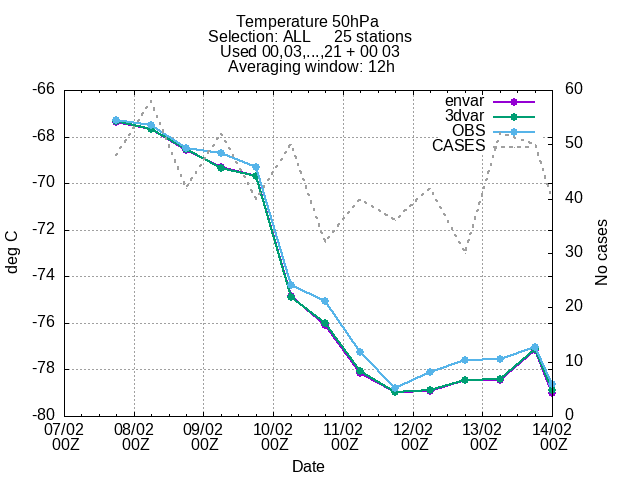 Temperature 50hPa
Selection: ALL 25 stations
Used 00,03,...,21 + 00 03
Averaging window: 12h
envar
3dvar
OBS
CASES
-66
-68
-70
-72
-74
-76
-78
-80
deg C
60
50
40
30
20
10
0
No cases
07/02 08/02 09/02 10/02 11/02 12/02 13/02 14/02
00Z 00Z 00Z 00Z 00Z 00Z 00Z 00Z
Date